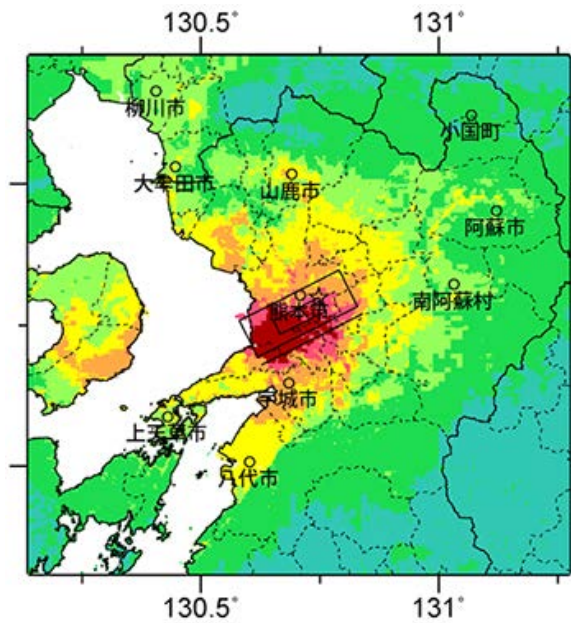 130.5°
131°
柳川市
小国町
大牟田市
山鹿市
阿蘇市
南阿蘇村
熊本市
宇城市
上天草市
八代市
130.5°
131°